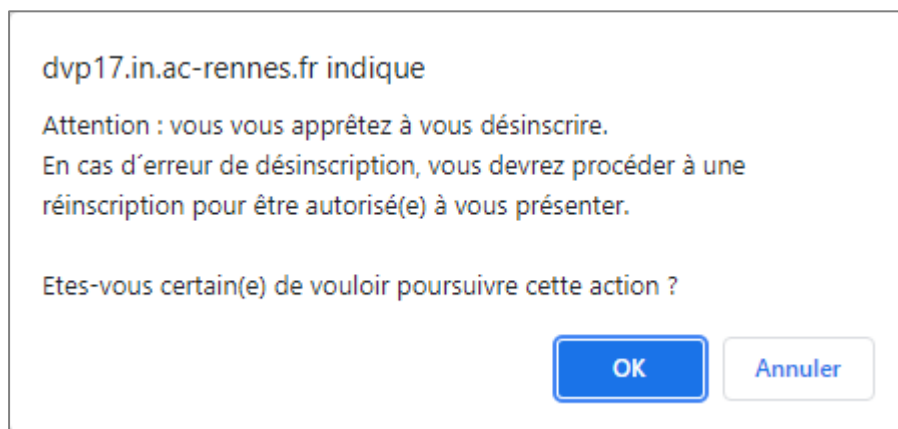 dvp17.in.ac-rennes.fr indique
Attention : vous vous apprêtez à vous désinscrire.
En cas d´erreur de désinscription, vous devrez procéder à une
réinscription pour être autorisé(e) à vous présenter.
Etes-vous certain(e) de vouloir poursuivre cette action ?
OK
Annuler